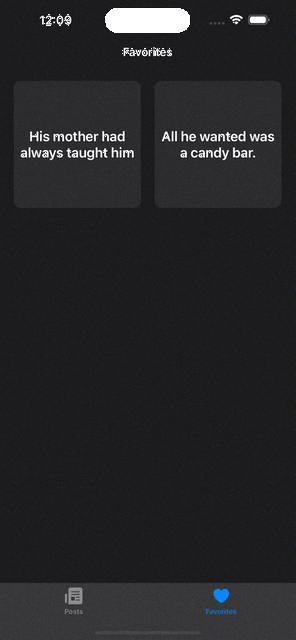 12:09
Favorites
His mother had
always taught him
All he wanted was
a candy bar.
Posts
Favorites